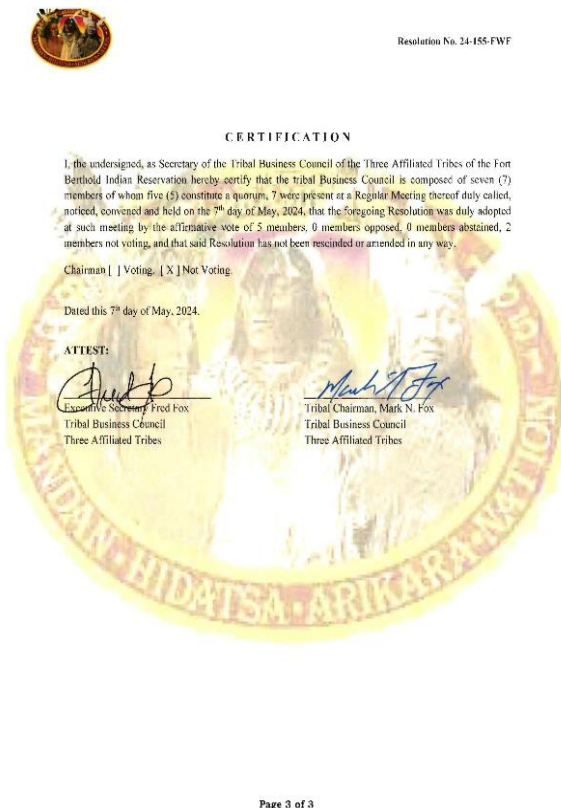 Resolution No. 24-155-FWF
CERTIFICATION
I, the undersigned, as Secretary of the Tribal Business Council of the Three Affiliated Tribes of the Fort
Berthold Indian Reservation hereby certify that the tribal Business Council is composed of seven (7)
members of whom five (5) constitute a quorum, 7 were present at a Regular Meeting thereof duly called,
noticed, convened and held on the 7th day of May, 2024, that the foregoing Resolution was duly adopted
at such meeting by the affirmative vote of 5 members, 0 members opposed, 0 members abstained, 2
members not voting, and that said Resolution has not been rescinded or amended in any way.
Chairman [ ] Voting. [ X ] Not Voting.
Dated this 7th day of May, 2024.
ATTEST:
Executive Secretary Fred Fox
Tribal Business Council
Three Affiliated Tribes
Mark N Fox
Tribal Chairman, Mark N. Fox
Tribal Business Council
Three Affiliated Tribes
MANDAN • HIDATSA • ARIKARA NATION
Page 3 of 3